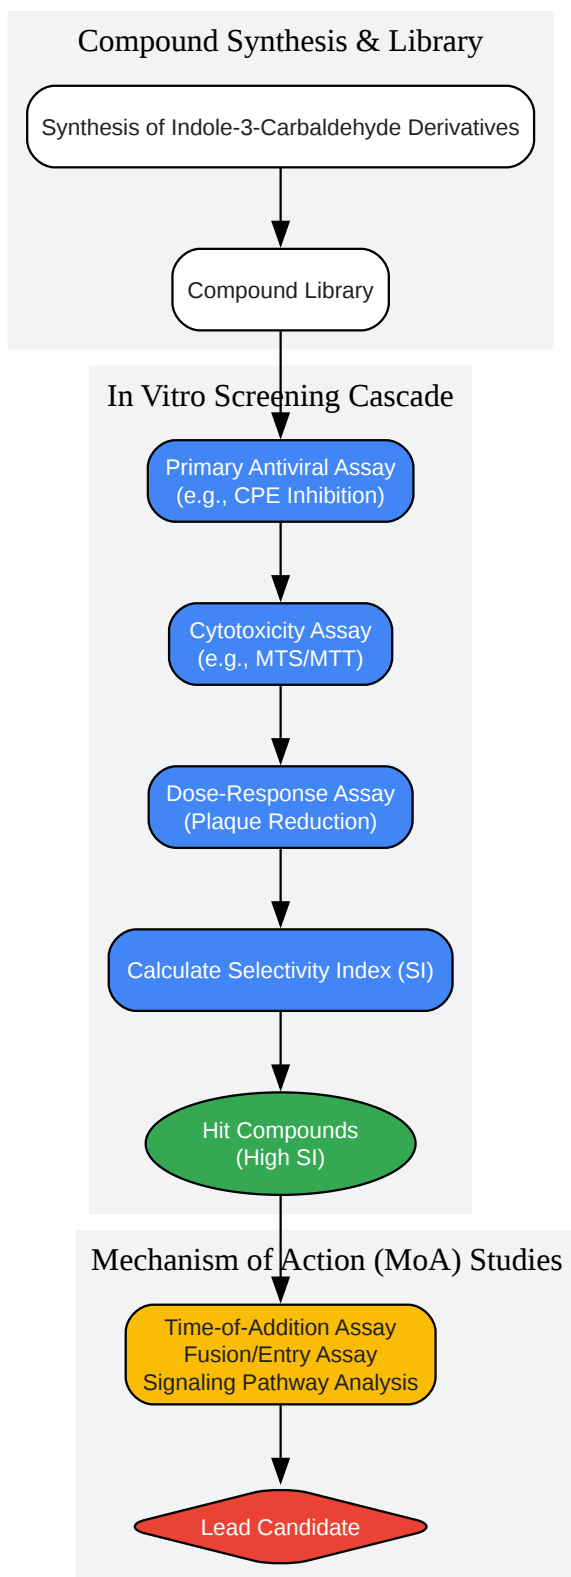 Compound Synthesis & Library
Synthesis of Indole-3-Carbaldehyde Derivatives
Compound Library
In Vitro Screening Cascade
Primary Antiviral Assay
(e.g., CPE Inhibition)
Cytotoxicity Assay
(e.g., MTS/MTT)
Dose-Response Assay
(Plaque Reduction)
Calculate Selectivity Index (SI)
Hit Compounds
(High SI)
Mechanism of Action (MoA) Studies
Time-of-Addition Assay
Fusion/Entry Assay
Signaling Pathway Analysis
Lead Candidate